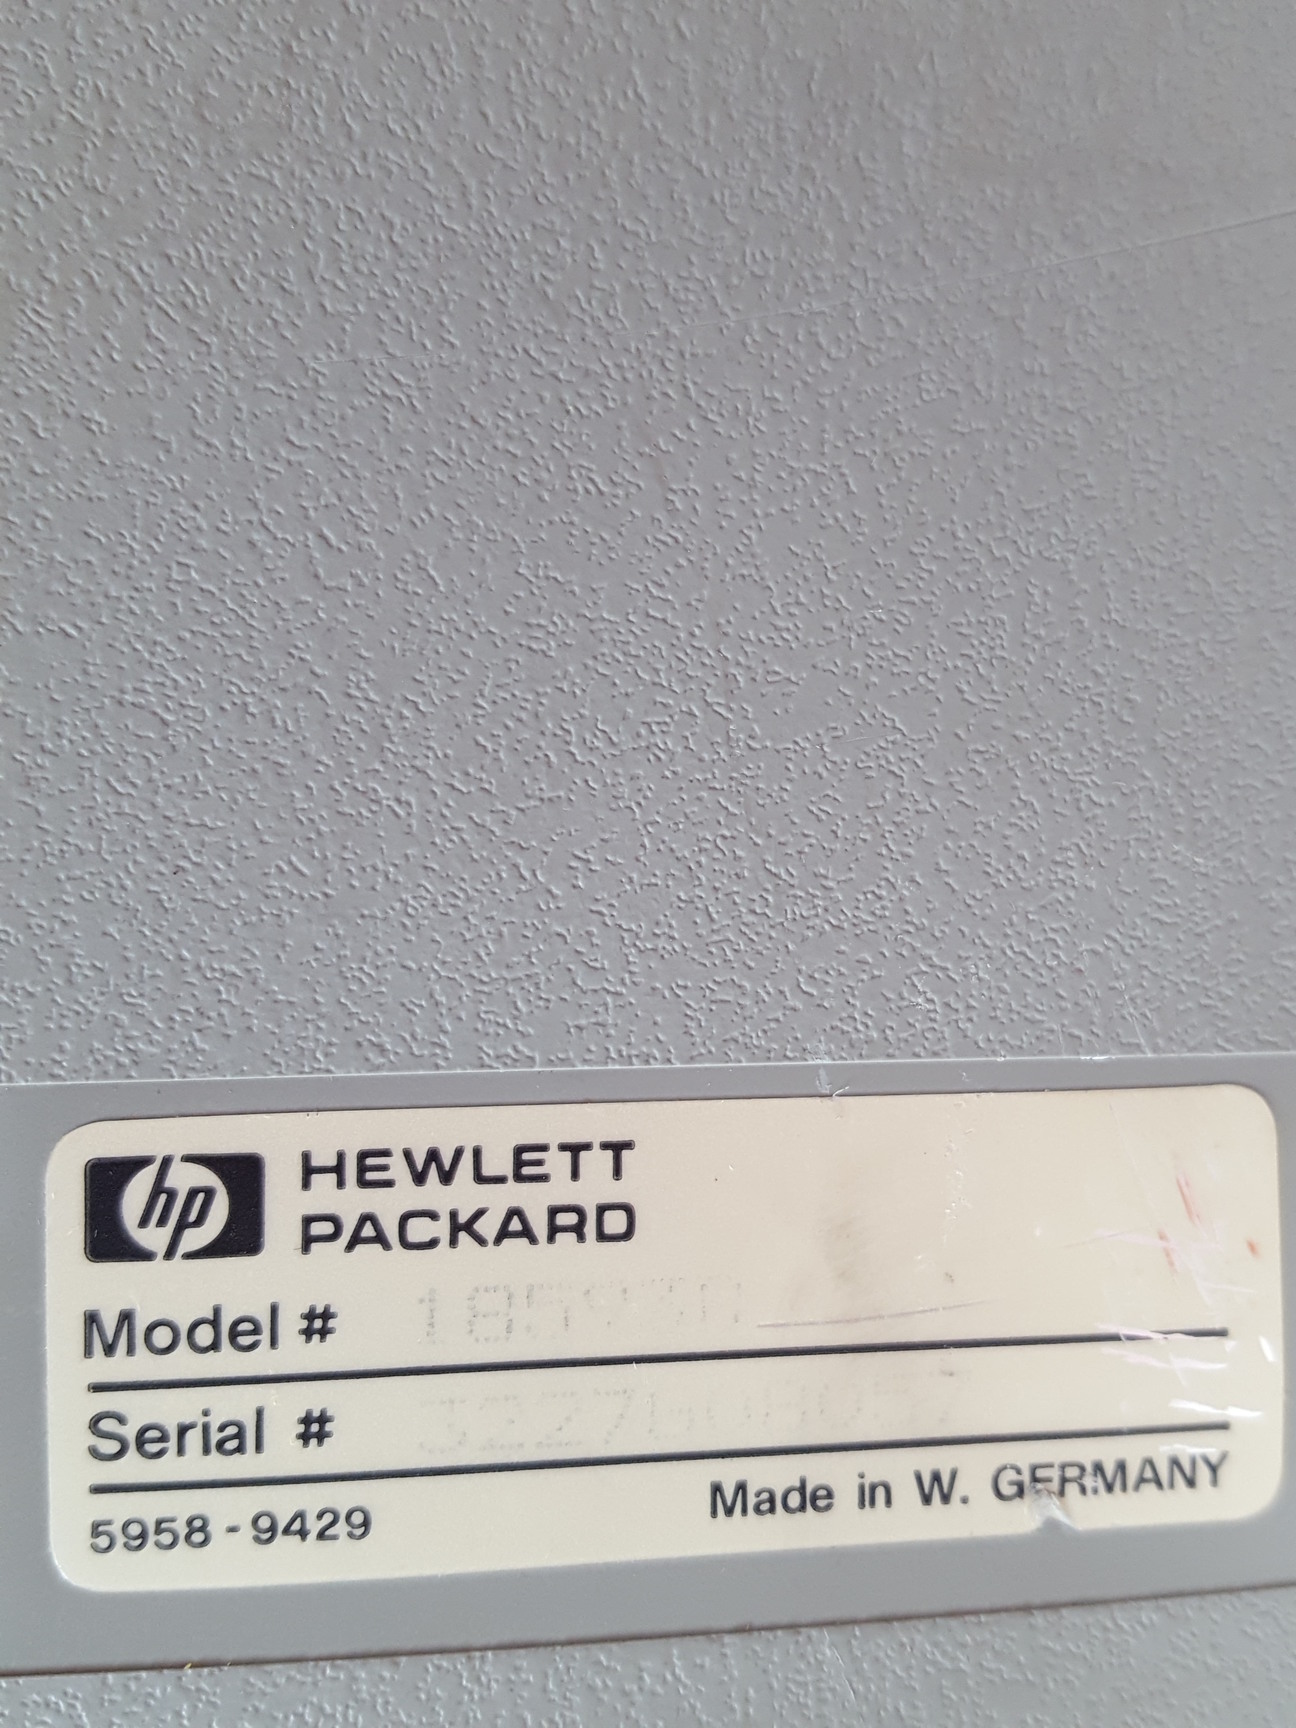 hp HEWLETT
PACKARD
Model #
Serial #
5958-9429 Made in W. GERMANY